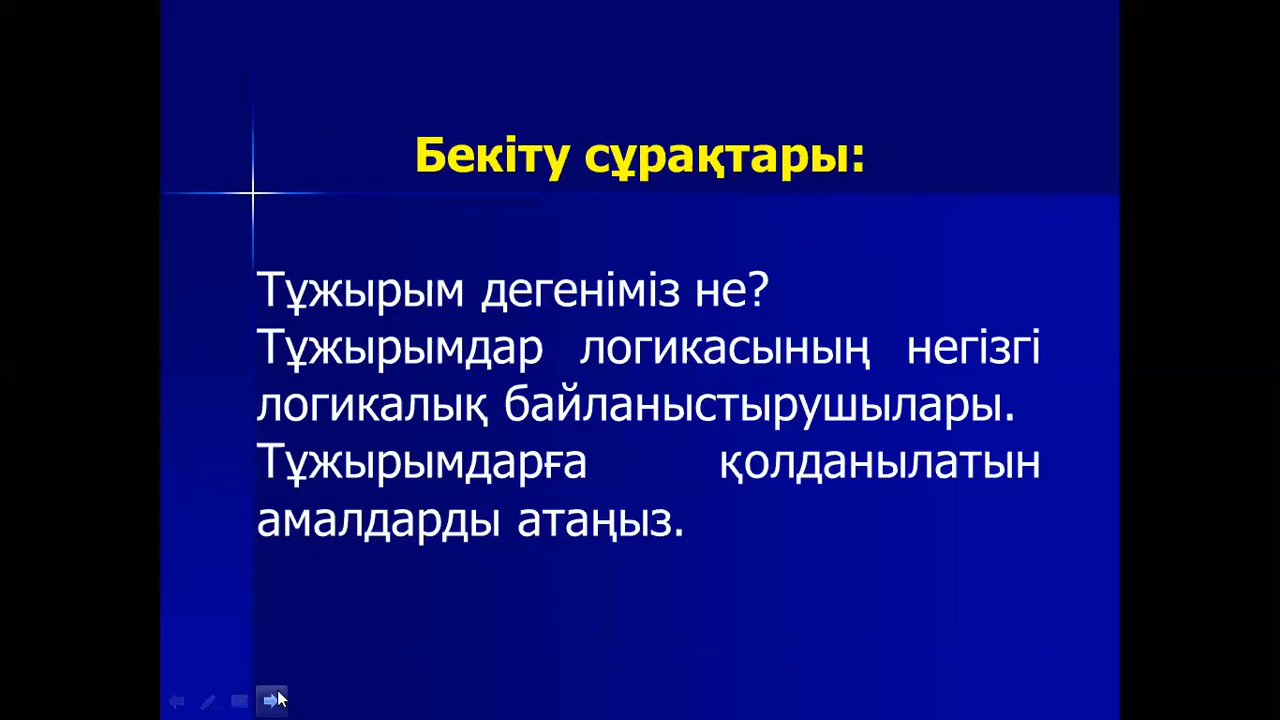 Бекіту сұрақтары:
Тұжырым дегеніміз не?
Тұжырымдар логикасының негізгі
логикалық байланыстырушылары.
Тұжырымдарға қолданылатын
амалдарды атаңыз.